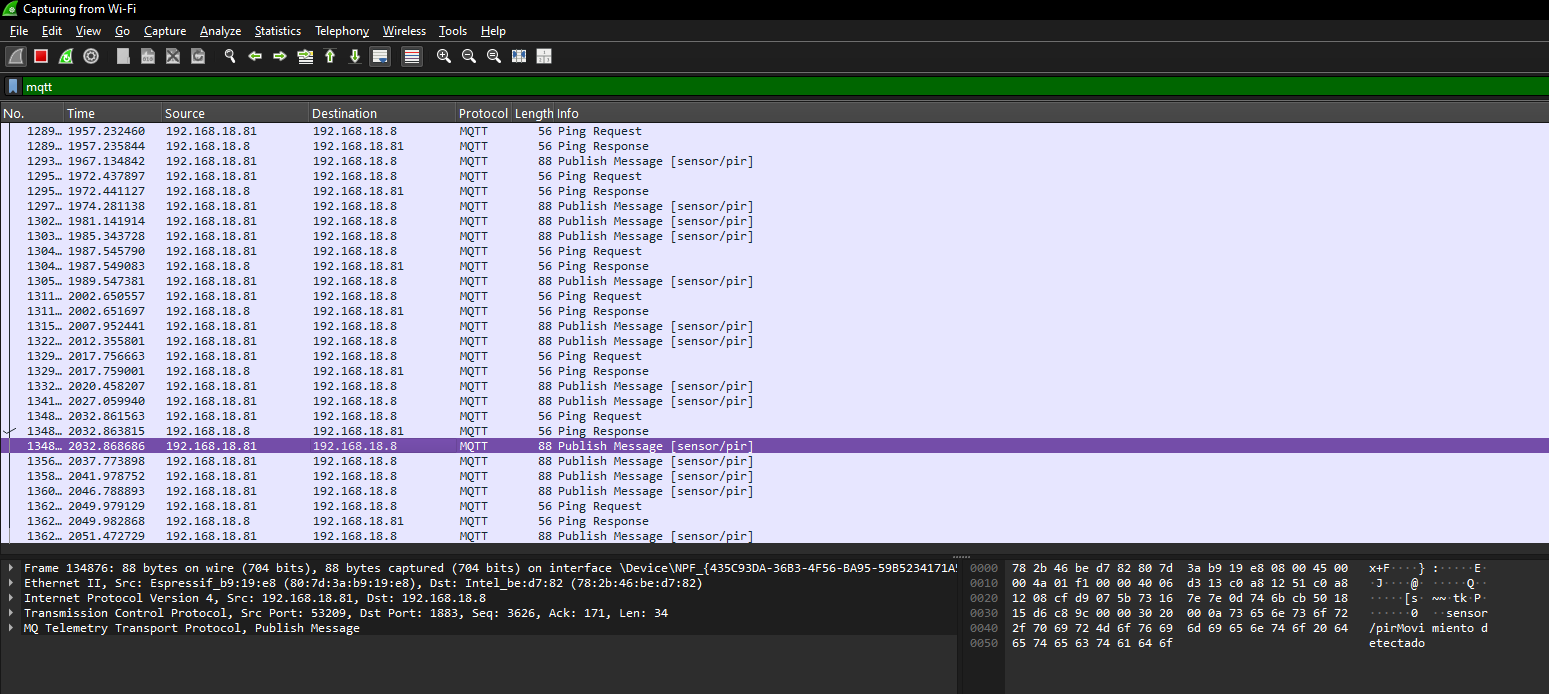 Capturing from Wi-Fi
File Edit View Go Capture Analyze Statistics Telephony Wireless Tools Help
mqtt
No. Time Source Destination Protocol Length Info
1289… 1957.232460 192.168.18.81 192.168.18.8 MQTT 56 Ping Request
1289… 1957.235844 192.168.18.8 192.168.18.81 MQTT 56 Ping Response
1293… 1967.134842 192.168.18.81 192.168.18.8 MQTT 88 Publish Message [sensor/pir]
1295… 1972.437897 192.168.18.81 192.168.18.8 MQTT 56 Ping Request
1295… 1972.441127 192.168.18.8 192.168.18.81 MQTT 56 Ping Response
1297… 1974.281138 192.168.18.81 192.168.18.8 MQTT 88 Publish Message [sensor/pir]
1302… 1981.141914 192.168.18.81 192.168.18.8 MQTT 88 Publish Message [sensor/pir]
1303… 1985.343728 192.168.18.81 192.168.18.8 MQTT 88 Publish Message [sensor/pir]
1304… 1987.545790 192.168.18.81 192.168.18.8 MQTT 56 Ping Request
1304… 1987.549083 192.168.18.8 192.168.18.81 MQTT 56 Ping Response
1305… 1989.547381 192.168.18.81 192.168.18.8 MQTT 88 Publish Message [sensor/pir]
1311… 2002.650557 192.168.18.81 192.168.18.8 MQTT 56 Ping Request
1311… 2002.651697 192.168.18.8 192.168.18.81 MQTT 56 Ping Response
1315… 2007.952441 192.168.18.81 192.168.18.8 MQTT 88 Publish Message [sensor/pir]
1322… 2012.355801 192.168.18.81 192.168.18.8 MQTT 88 Publish Message [sensor/pir]
1329… 2017.756663 192.168.18.81 192.168.18.8 MQTT 56 Ping Request
1329… 2017.759001 192.168.18.8 192.168.18.81 MQTT 56 Ping Response
1332… 2020.458207 192.168.18.81 192.168.18.8 MQTT 88 Publish Message [sensor/pir]
1341… 2027.059940 192.168.18.81 192.168.18.8 MQTT 88 Publish Message [sensor/pir]
1348… 2032.861563 192.168.18.81 192.168.18.8 MQTT 56 Ping Request
1348… 2032.863815 192.168.18.8 192.168.18.81 MQTT 56 Ping Response
1348… 2032.868686 192.168.18.81 192.168.18.8 MQTT 88 Publish Message [sensor/pir]
1356… 2037.773898 192.168.18.81 192.168.18.8 MQTT 88 Publish Message [sensor/pir]
1358… 2041.978752 192.168.18.81 192.168.18.8 MQTT 88 Publish Message [sensor/pir]
1360… 2046.788893 192.168.18.81 192.168.18.8 MQTT 88 Publish Message [sensor/pir]
1362… 2049.979129 192.168.18.81 192.168.18.8 MQTT 56 Ping Request
1362… 2049.982868 192.168.18.8 192.168.18.81 MQTT 56 Ping Response
1362… 2051.472729 192.168.18.81 192.168.18.8 MQTT 88 Publish Message [sensor/pir]
Frame 134876: 88 bytes on wire (704 bits), 88 bytes captured (704 bits) on interface \Device\NPF_{435C93DA-36B3-4F56-BA95-59B5234171A5
Ethernet II, Src: Espressif_b9:19:e8 (80:7d:3a:b9:19:e8), Dst: Intel_be:d7:82 (78:2b:46:be:d7:82)
Internet Protocol Version 4, Src: 192.168.18.81, Dst: 192.168.18.8
Transmission Control Protocol, Src Port: 53209, Dst Port: 1883, Seq: 3626, Ack: 171, Len: 34
MQ Telemetry Transport Protocol, Publish Message
0000 78 2b 46 be d7 82 80 7d 3a b9 19 e8 08 00 45 00 x+F····} :·····E·
0010 00 4a 01 f1 00 00 40 06 d3 13 c0 a8 12 51 c0 a8 ·J····@· ·····Q··
0020 12 08 cf d9 07 5b 73 16 7e 7e 0d 74 6b cb 50 18 ·····[s· ~~·tk·P·
0030 15 d6 c8 9c 00 00 30 20 00 0a 73 65 6e 73 6f 72 ······0 ··sensor
0040 2f 70 69 72 4d 6f 76 69 6d 69 65 6e 74 6f 20 64 /pirMovi miento d
0050 65 74 65 63 74 61 64 6f etectado